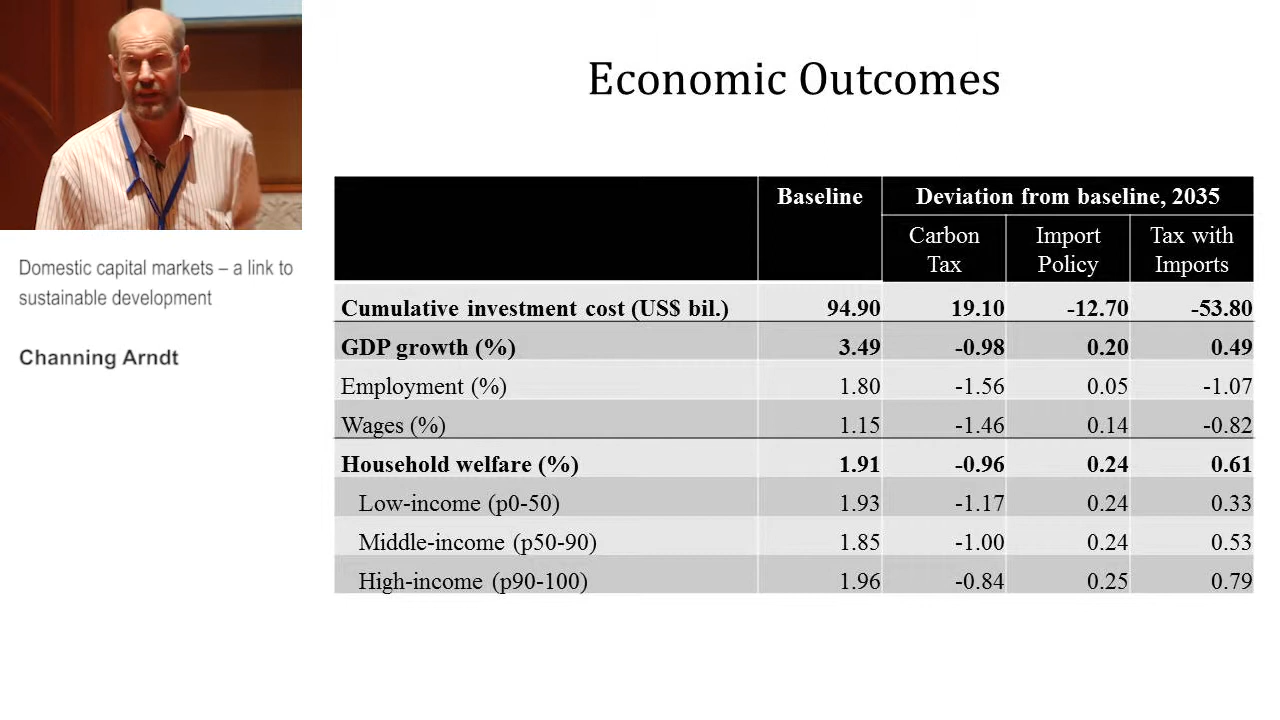 Economic Outcomes
Domestic capital markets – a link to
sustainable development
Channing Arndt
Baseline Deviation from baseline, 2035
Carbon Import Tax with
Tax Policy Imports
Cumulative investment cost (US$ bil.) 94.90 19.10 -12.70 -53.80
GDP growth (%) 3.49 -0.98 0.20 0.49
Employment (%) 1.80 -1.56 0.05 -1.07
Wages (%) 1.15 -1.46 0.14 -0.82
Household welfare (%) 1.91 -0.96 0.24 0.61
Low-income (p0-50) 1.93 -1.17 0.24 0.33
Middle-income (p50-90) 1.85 -1.00 0.24 0.53
High-income (p90-100) 1.96 -0.84 0.25 0.79